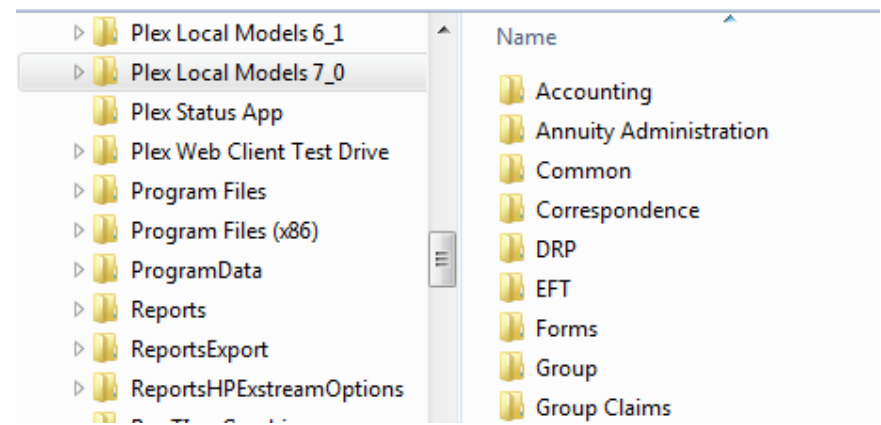 Plex Local Models 6_1
Plex Local Models 7_0
Plex Status App
Plex Web Client Test Drive
Program Files
Program Files (x86)
ProgramData
Reports
ReportsExport
ReportsHPExstreamOptions
Name
Accounting
Annuity Administration
Common
Correspondence
DRP
EFT
Forms
Group
Group Claims